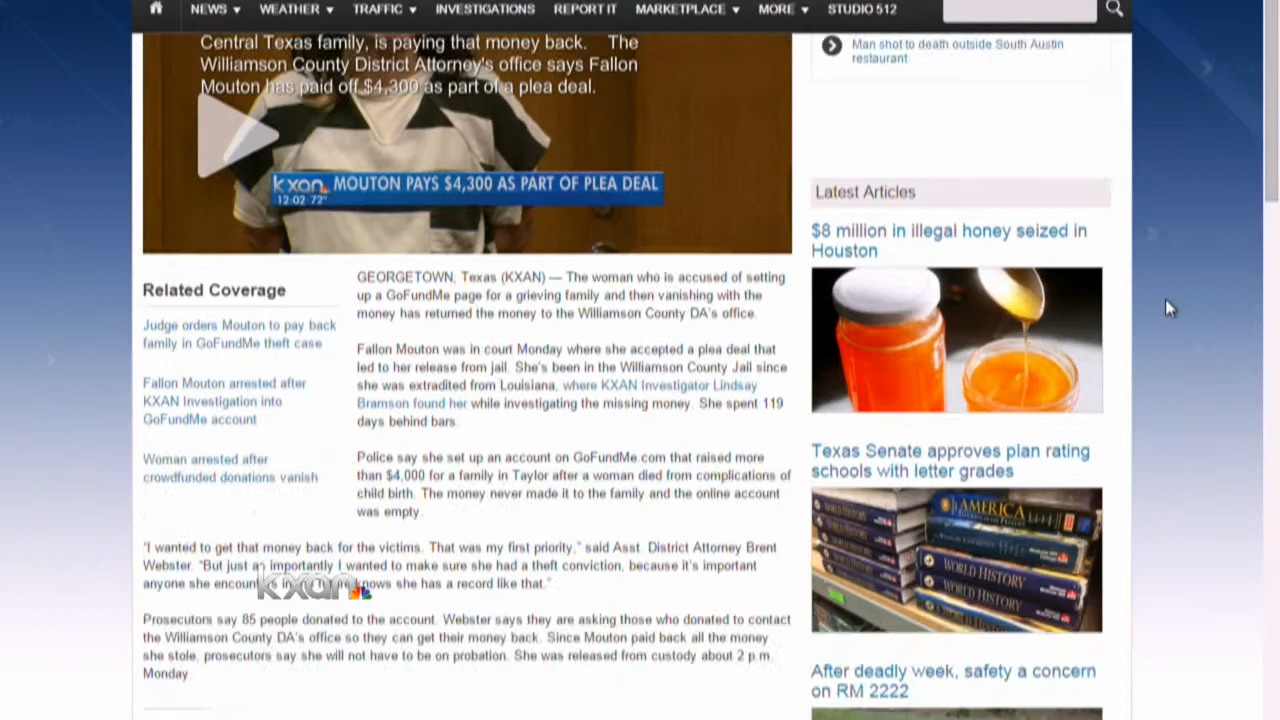 NEWS WEATHER TRAFFIC INVESTIGATIONS REPORT IT MARKETPLACE MORE STUDIO 512
Central Texas family, is paying that money back. The
Williamson County District Attorney's office says Fallon
Mouton has paid off $4,300 as part of a plea deal.
kxan MOUTON PAYS $4,300 AS PART OF PLEA DEAL
12:02 72°
Related Coverage
Judge orders Mouton to pay back
family in GoFundMe theft case
Fallon Mouton arrested after
KXAN Investigation into
GoFundMe account
Woman arrested after
crowdfunded donations vanish
GEORGETOWN, Texas (KXAN) — The woman who is accused of setting
up a GoFundMe page for a grieving family and then vanishing with the
money has returned the money to the Williamson County DA's office.
Fallon Mouton was in court Monday where she accepted a plea deal that
led to her release from jail. She's been in the Williamson County Jail since
she was extradited from Louisiana, where KXAN Investigator Lindsay
Bramson found her while investigating the missing money. She spent 119
days behind bars.
Police say she set up an account on GoFundMe.com that raised more
than $4,000 for a family in Taylor after a woman died from complications of
child birth. The money never made it to the family and the online account
was empty.
"I wanted to get that money back for the victims. That was my first priority," said Asst. District Attorney Brent
Webster. "But just as importantly I wanted to make sure she had a theft conviction, because it's important
anyone she encoun knows she has a record like that."
kxan
Prosecutors say 85 people donated to the account. Webster says they are asking those who donated to contact
the Williamson County DA's office so they can get their money back. Since Mouton paid back all the money
she stole, prosecutors say she will not have to be on probation. She was released from custody about 2 p.m.
Monday
Man shot to death outside South Austin
restaurant
Latest Articles
$8 million in illegal honey seized in
Houston
Texas Senate approves plan rating
schools with letter grades
WORLD HISTORY
AMERICA
WORLD HISTORY
WORLD HISTORY
After deadly week, safety a concern
on RM 2222